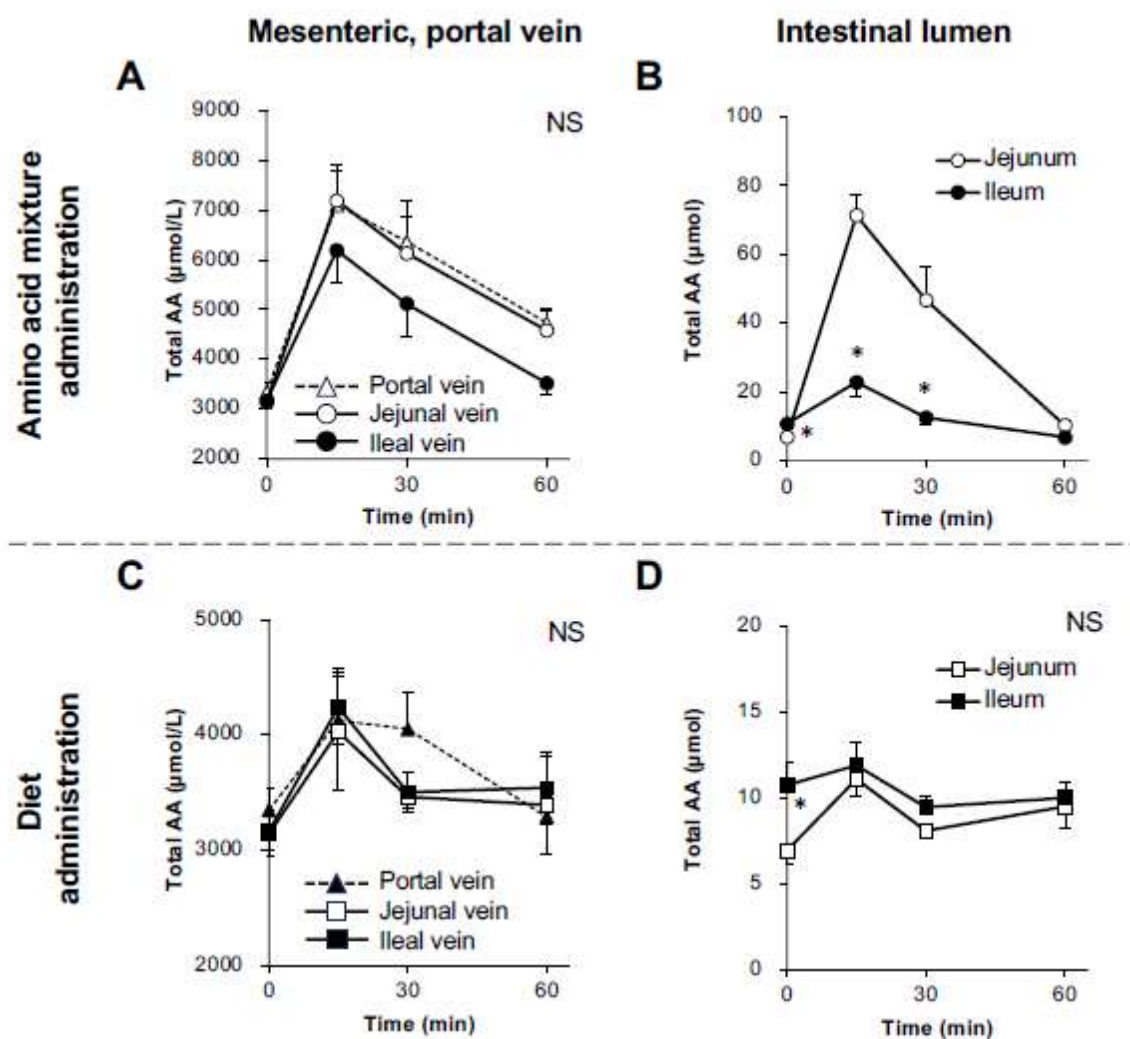 Mesenteric, portal vein
Intestinal lumen
Amino acid mixture
administration
A
9000
8000
7000
6000
5000
4000
3000
2000
Total AA (µmol/L)
NS
Portal vein
Jejunal vein
Ileal vein
0
30
60
Time (min)
B
100
80
60
40
20
0
Total AA (µmol)
Jejunum
Ileum
*
*
*
0
30
60
Time (min)
Diet
administration
C
5000
4000
3000
2000
Total AA (µmol/L)
NS
Portal vein
Jejunal vein
Ileal vein
0
30
60
Time (min)
D
20
15
10
5
0
Total AA (µmol)
NS
Jejunum
Ileum
*
0
30
60
Time (min)